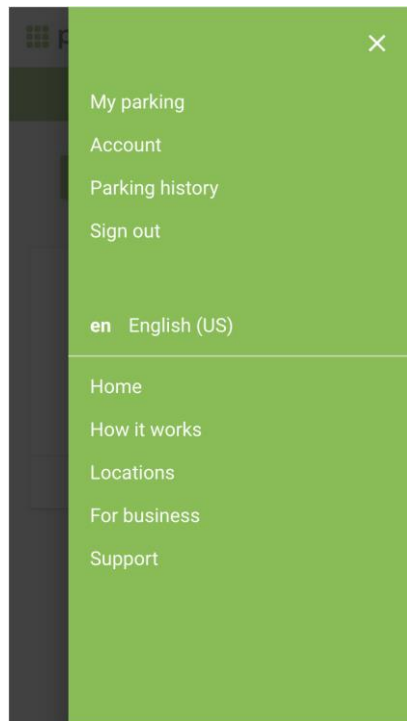 My parking
Account
Parking history
Sign out
en English (US)
Home
How it works
Locations
For business
Support